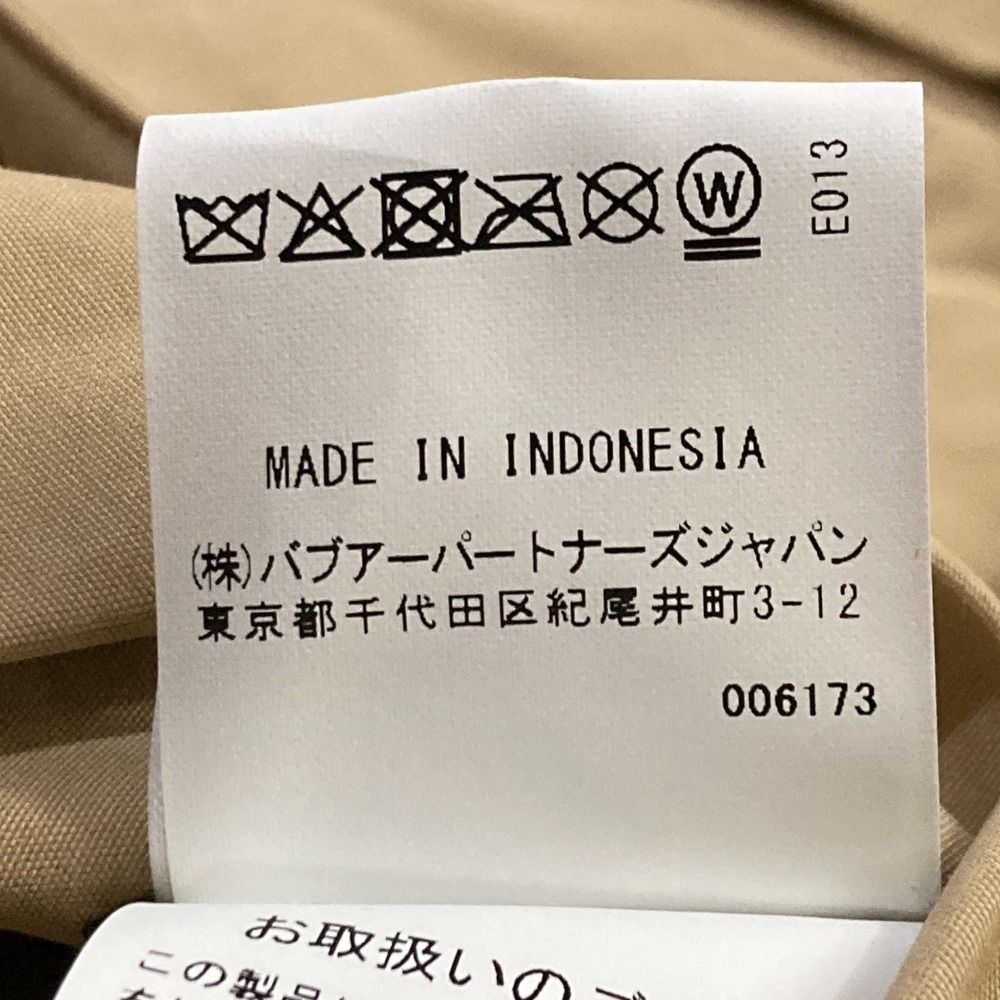 W
E013
MADE IN INDONESIA
(株)バブアーパートナーズジャパン
東京都千代田区紀尾井町3-12
006173
お取扱いの
この製品